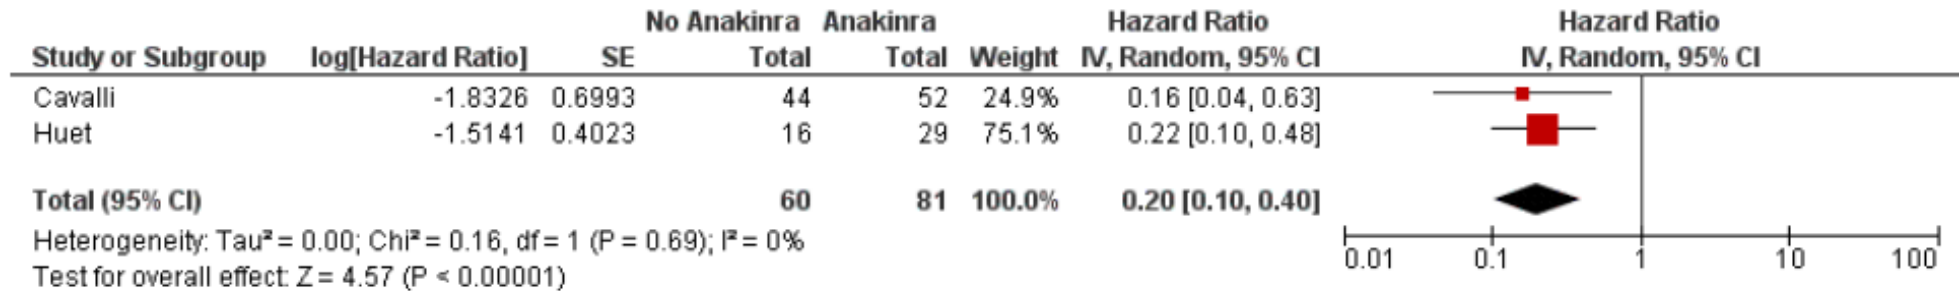 No Anakinra Anakinra Hazard Ratio Hazard Ratio
Study or Subgroup log[Hazard Ratio] SE Total Total Weight IV, Random, 95% CI IV, Random, 95% CI
Cavalli -1.8326 0.6993 44 52 24.9% 0.16 [0.04, 0.63]
Huet -1.5141 0.4023 16 29 75.1% 0.22 [0.10, 0.48]
Total (95% CI) 60 81 100.0% 0.20 [0.10, 0.40]
Heterogeneity: Tau² = 0.00; Chi² = 0.16, df = 1 (P = 0.69); I² = 0%
Test for overall effect: Z = 4.57 (P < 0.00001)
0.01 0.1 1 10 100